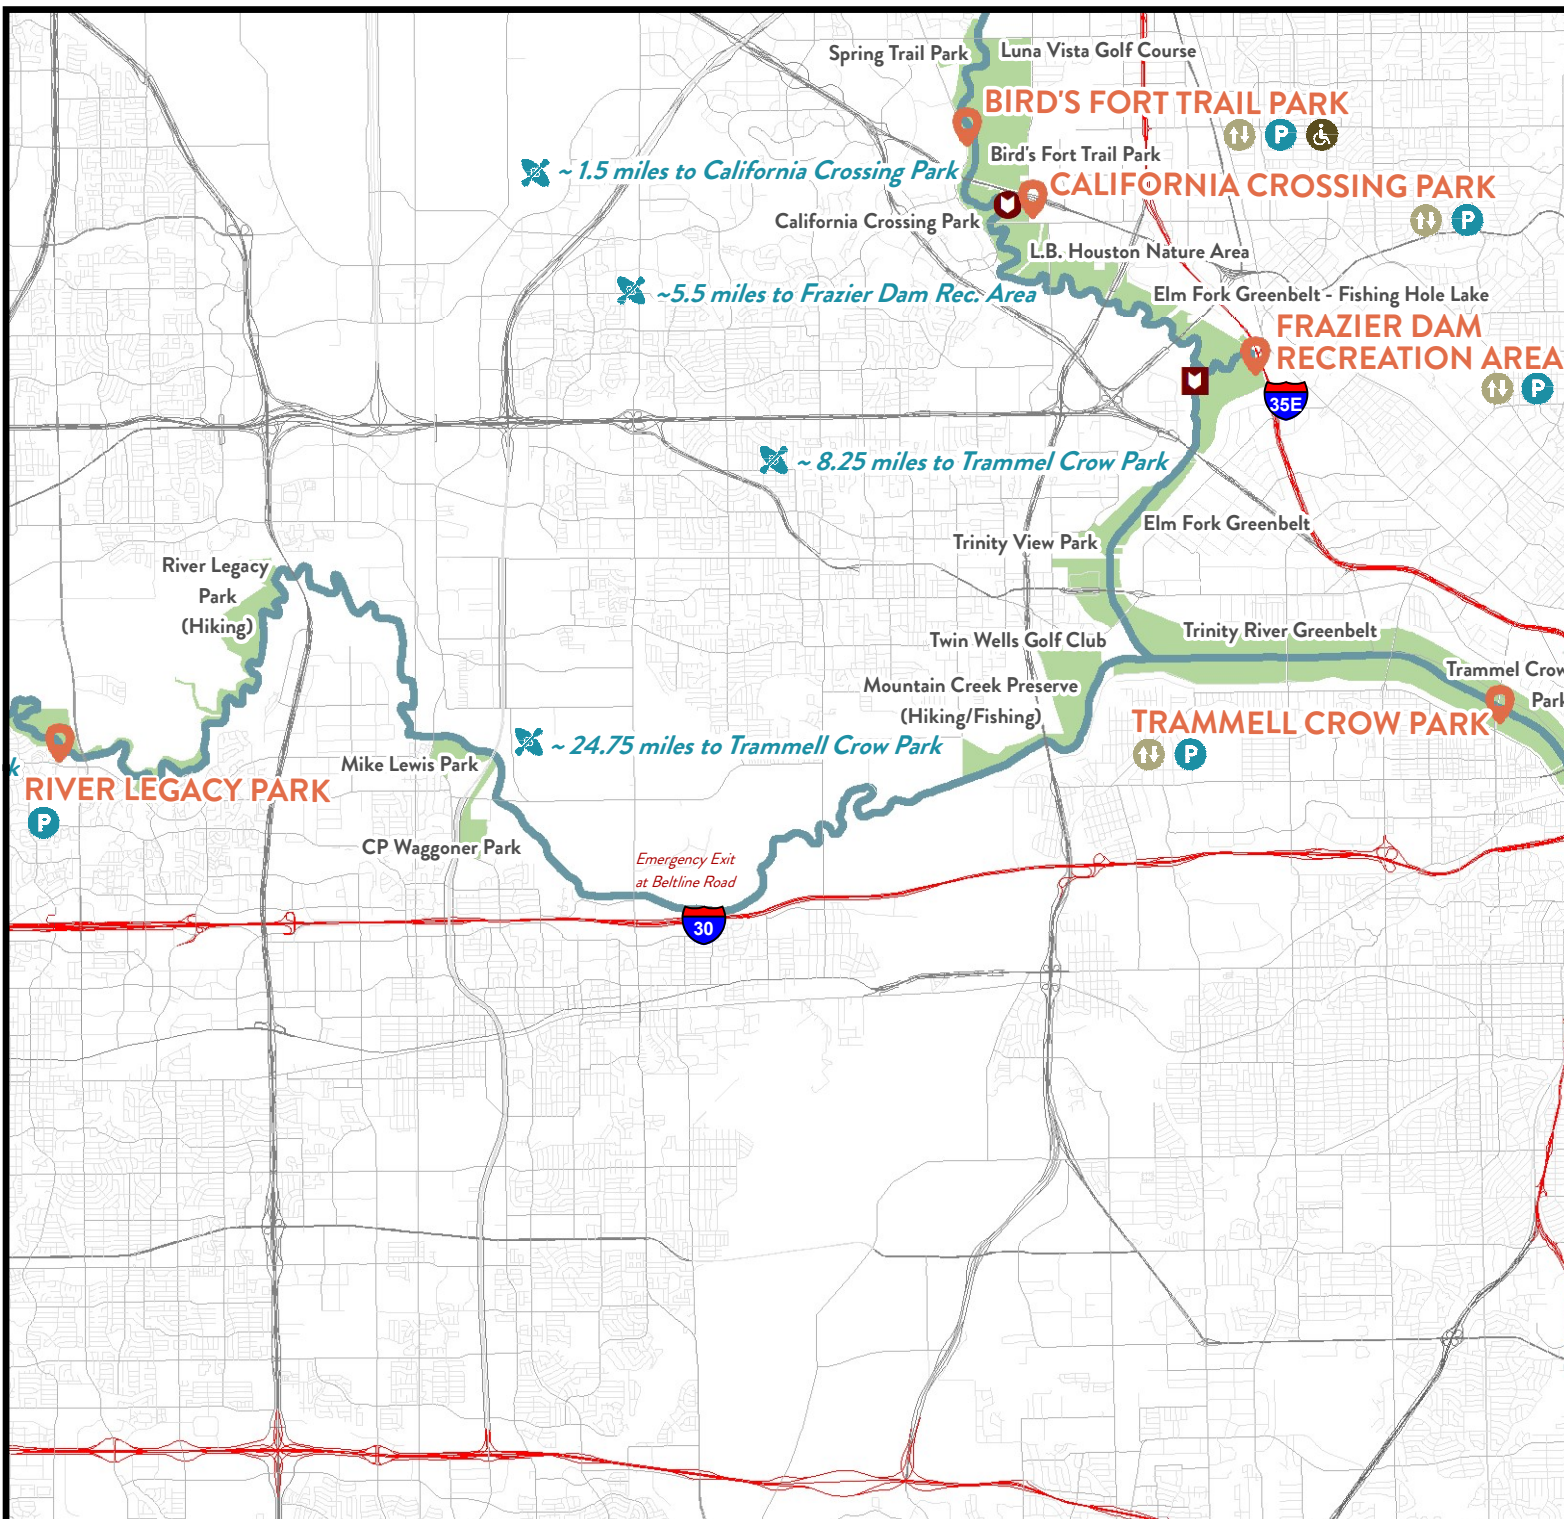 Spring Trail Park
Luna Vista Golf Course
BIRD'S FORT TRAIL PARK
P
Bird's Fort Trail Park
~ 1.5 miles to California Crossing Park
CALIFORNIA CROSSING PARK
P
California Crossing Park
L.B. Houston Nature Area
~5.5 miles to Frazier Dam Rec. Area
Elm Fork Greenbelt - Fishing Hole Lake
FRAZIER DAM
RECREATION AREA
P
35E
~ 8.25 miles to Trammel Crow Park
Elm Fork Greenbelt
Trinity View Park
River Legacy
Park
(Hiking)
Twin Wells Golf Club
Trinity River Greenbelt
Trammel Crow
Park
Mountain Creek Preserve
(Hiking/Fishing)
TRAMMELL CROW PARK
P
~ 24.75 miles to Trammell Crow Park
Mike Lewis Park
k
RIVER LEGACY PARK
P
CP Waggoner Park
Emergency Exit
at Beltline Road
30